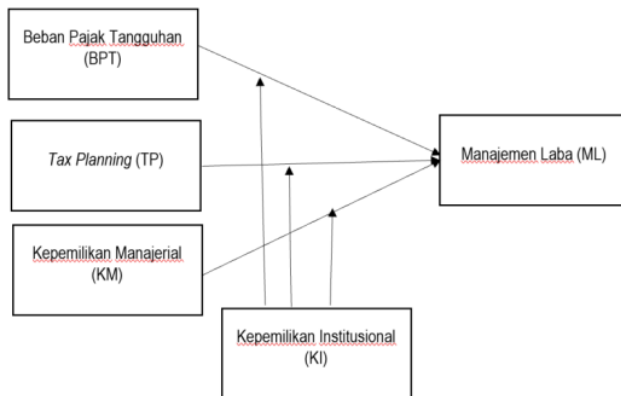 Beban Pajak Tangguhan
(BPT)
Tax Planning (TP)
Manajemen Laba (ML)
Kepemilikan Manajerial
(KM)
Kepemilikan Institusional
(KI)